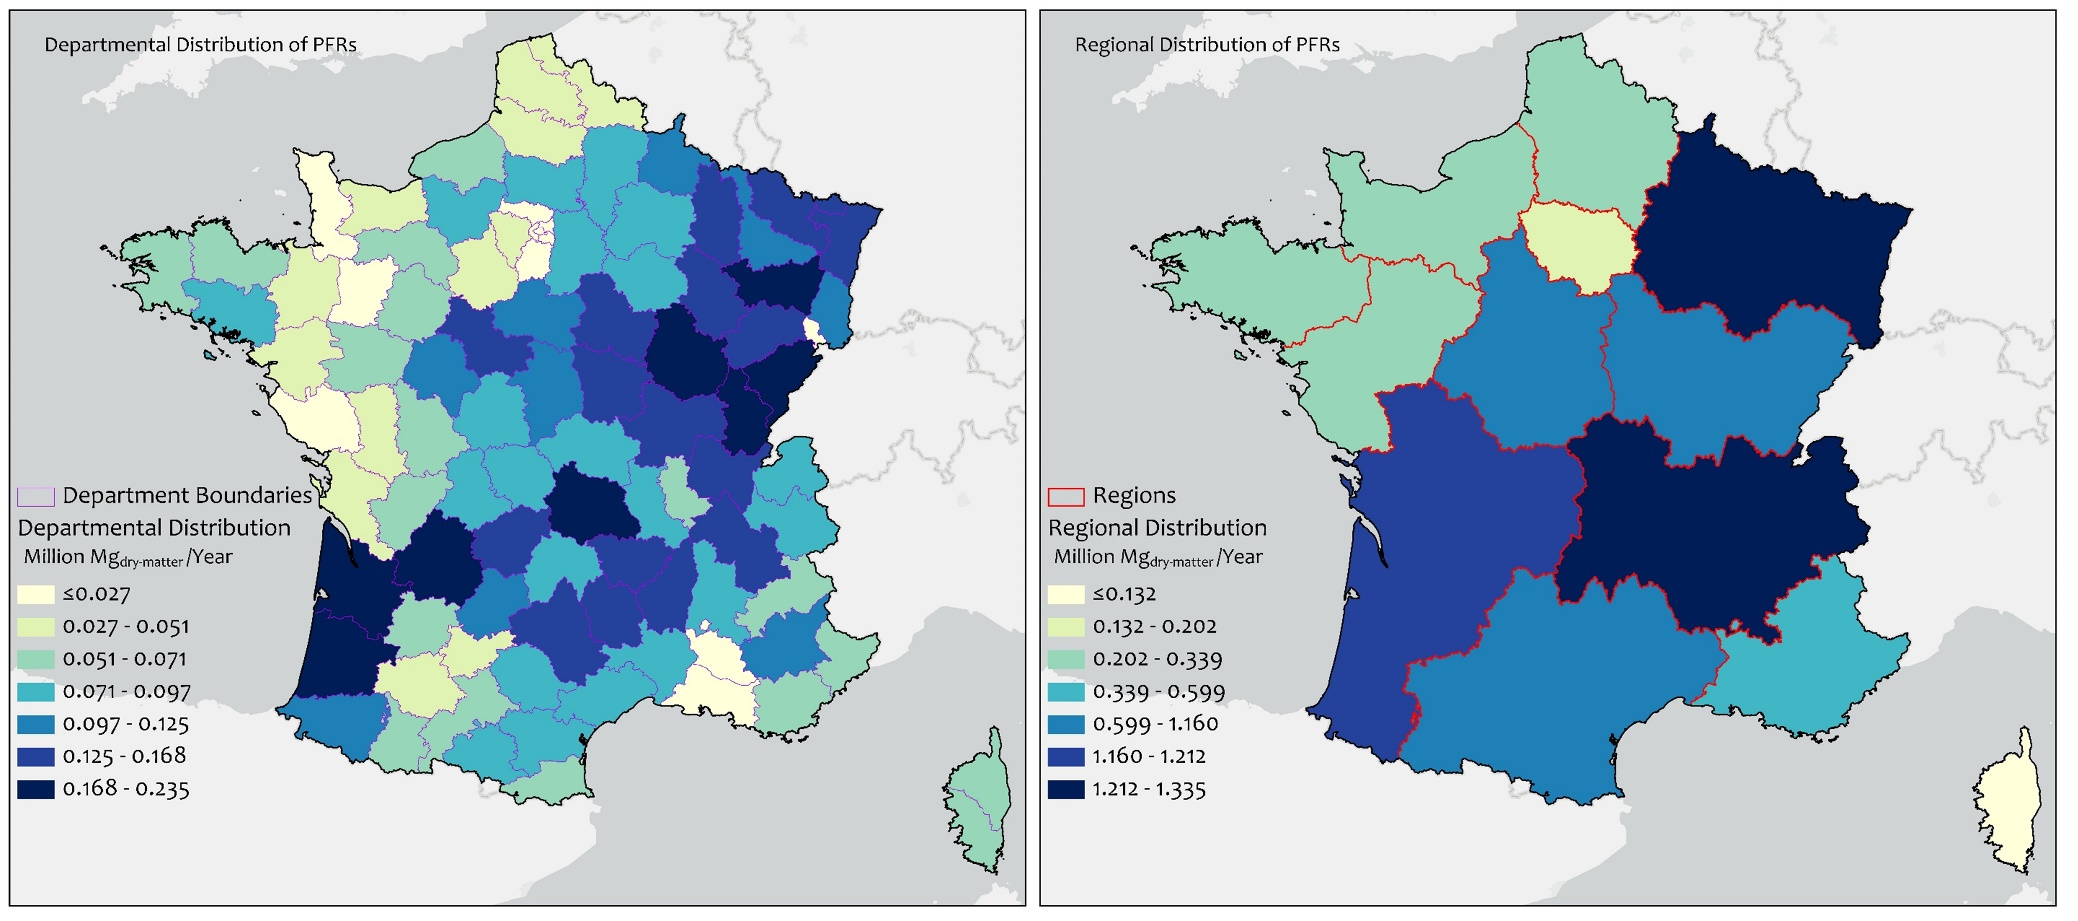 Departmental Distribution of PFRs
Department Boundaries
Departmental Distribution
Million Mgdry-matter/Year
≤0.027
0.027 - 0.051
0.051 - 0.071
0.071 - 0.097
0.097 - 0.125
0.125 - 0.168
0.168 - 0.235
Regional Distribution of PFRs
Regions
Regional Distribution
Million Mgdry-matter/Year
≤0.132
0.132 - 0.202
0.202 - 0.339
0.339 - 0.599
0.599 - 1.160
1.160 - 1.212
1.212 - 1.335